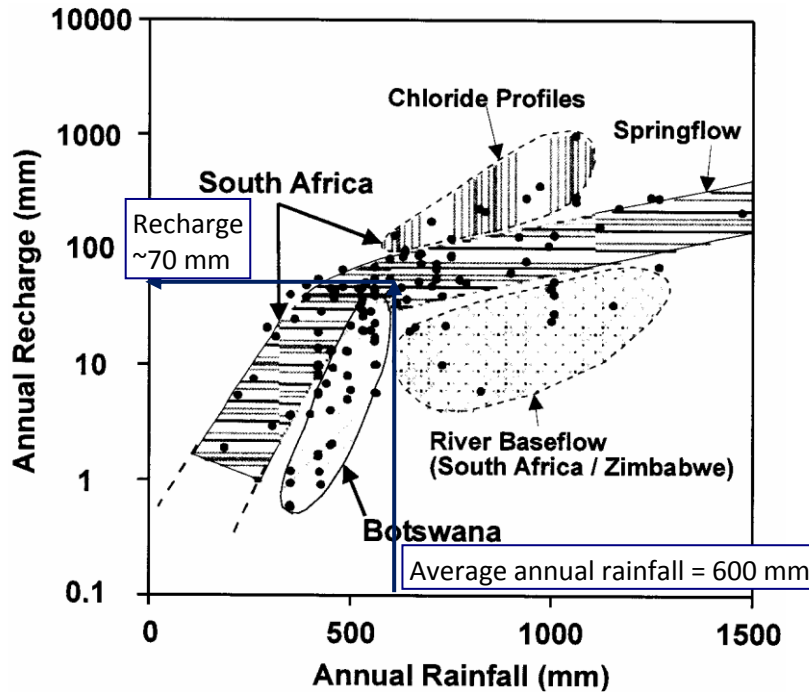 10000
Chloride Profiles
1000
Springflow
South Africa
Recharge
~70 mm
100
10
River Baseflow
(South Africa / Zimbabwe)
1
Botswana
Average annual rainfall = 600 mm
0.1
0
500
1000
1500
Annual Rainfall (mm)
Annual Recharge (mm)